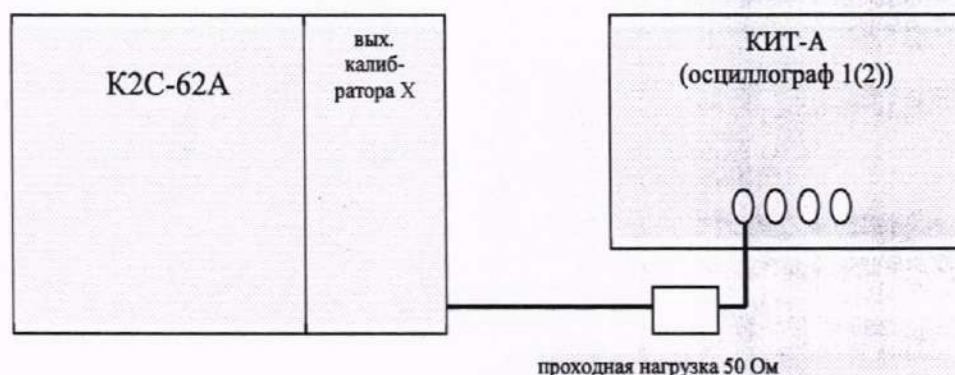 К2С-62А
вых.
калиб-
ратора X
КИТ-А
(осциллограф 1(2))
проходная нагрузка 50 Ом